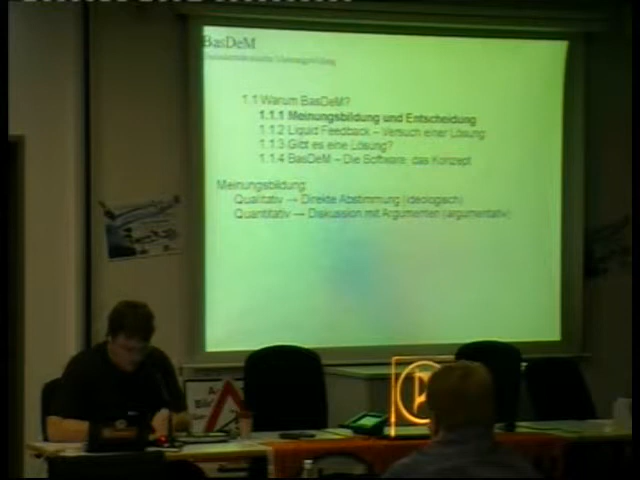 BasDeM
1.1 Warum BasDeM?
1.1.1 Meinungsbildung und Entscheidung
1.1.2 Liquid Feedback – Versuch einer Lösung
1.1.3 Gibt es eine Lösung?
1.1.4 BasDeM – Die Software, das Konzept
Meinungsbildung:
Qualitativ → Direkte Abstimmung (ideologisch)
Quantitativ → Diskussion mit Argumenten (argumentativ)